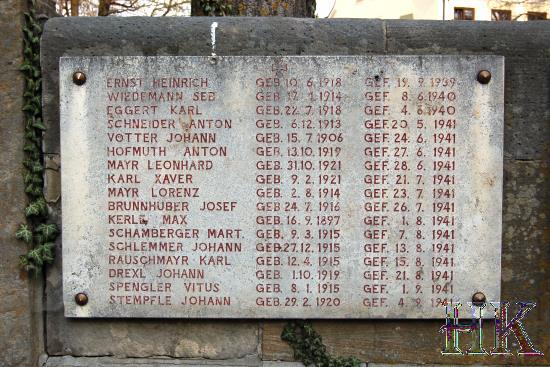 ERNST HEINRICH GEB. 10. 6. 1918 GEF. 19. 9. 1939
WIEDEMANN SEB. GEB. 17. 1. 1914 GEF. 8. 6. 1940
EGGERT KARL GEB. 22. 7. 1918 GEF. 4. 6. 1940
SCHNEIDER ANTON GEB. 6. 12. 1913 GEF. 20. 5. 1941
VOTTER JOHANN GEB. 15. 7. 1906 GEF. 24. 6. 1941
HOFMUTH ANTON GEB. 13. 10. 1919 GEF. 27. 6. 1941
MAYR LEONHARD GEB. 31. 10. 1921 GEF. 28. 6. 1941
KARL XAVER GEB. 9. 2. 1921 GEF. 21. 7. 1941
MAYR LORENZ GEB. 2. 8. 1914 GEF. 23. 7. 1941
BRUNNHUBER JOSEF GEB. 24. 7. 1916 GEF. 26. 7. 1941
KERLE MAX GEB. 16. 9. 1897 GEF. 1. 8. 1941
SCHAMBERGER MART. GEB. 9. 3. 1915 GEF. 7. 8. 1941
SCHLEMMER JOHANN GEB. 27. 12. 1915 GEF. 13. 8. 1941
RAUSCHMAYR KARL GEB. 12. 4. 1915 GEF. 15. 8. 1941
DREXL JOHANN GEB. 1. 10. 1919 GEF. 21. 8. 1941
SPENGLER VITUS GEB. 8. 1. 1915 GEF. 1. 9. 1941
STEMPFLE JOHANN GEB. 29. 2. 1920 GEF. 4. 9. 1941
HK